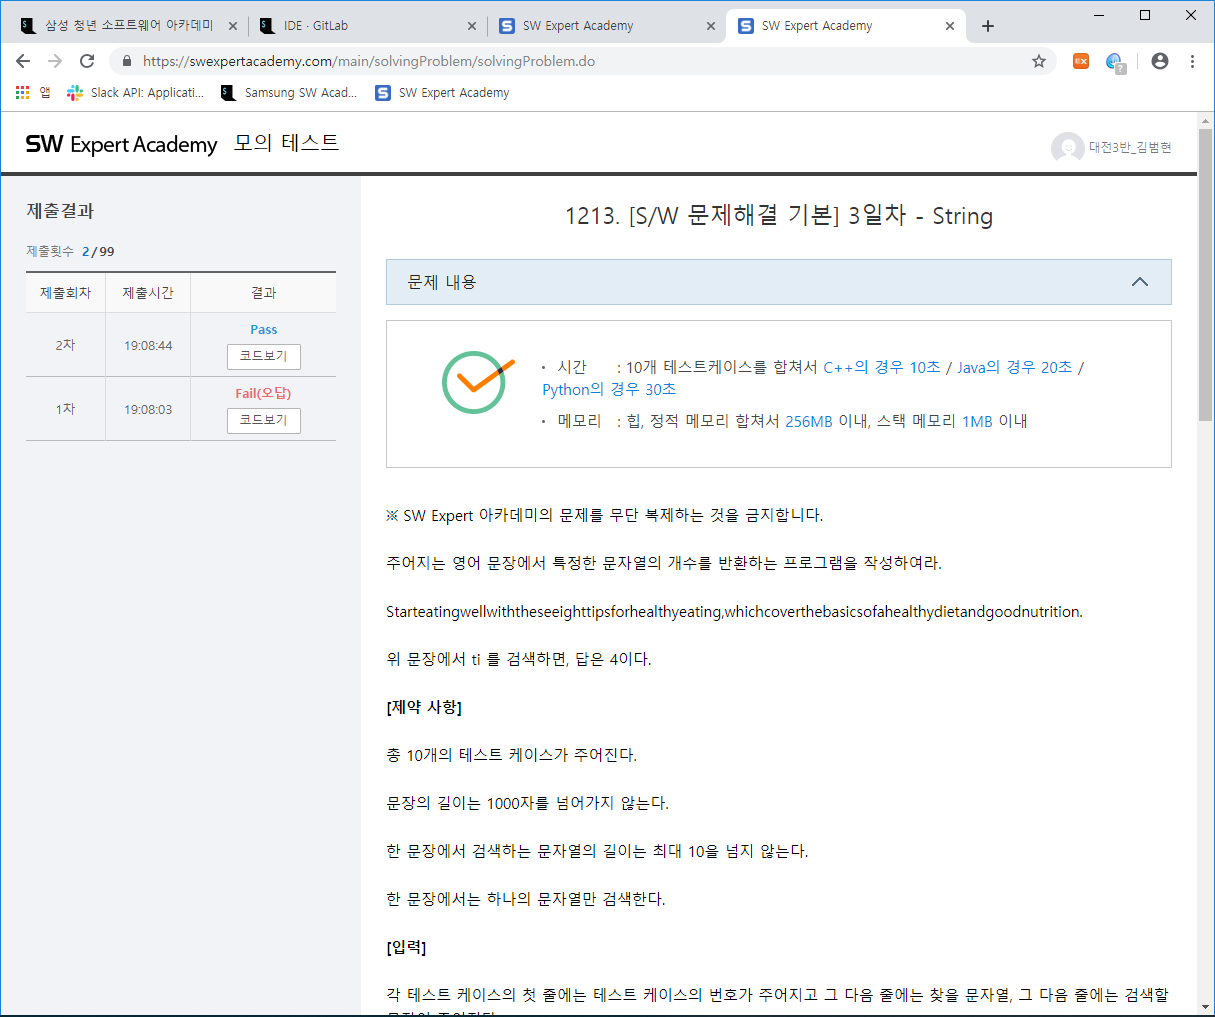 삼성 청년 소프트웨어 아카데미
IDE · GitLab
SW Expert Academy
SW Expert Academy
https://swexpertacademy.com/main/solvingProblem/solvingProblem.do
앱
Slack API: Applicati...
Samsung SW Acad...
SW Expert Academy
SW Expert Academy 모의 테스트
대전3반_김범현
제출결과
제출횟수 2/99
제출회차 제출시간 결과
2차 19:08:44 Pass
코드보기
1차 19:08:03 Fail(오답)
코드보기
1213. [S/W 문제해결 기본] 3일차 - String
문제 내용
· 시간 : 10개 테스트케이스를 합쳐서 C++의 경우 10초 / Java의 경우 20초 /
Python의 경우 30초
· 메모리 : 힙, 정적 메모리 합쳐서 256MB 이내, 스택 메모리 1MB 이내
※ SW Expert 아카데미의 문제를 무단 복제하는 것을 금지합니다.
주어지는 영어 문장에서 특정한 문자열의 개수를 반환하는 프로그램을 작성하여라.
Starteatingwellwiththeseeighttipsforhealthyeating,whichcoverthebasicsofahealthydietandgoodnutrition.
위 문장에서 ti 를 검색하면, 답은 4이다.
[제약 사항]
총 10개의 테스트 케이스가 주어진다.
문장의 길이는 1000자를 넘어가지 않는다.
한 문장에서 검색하는 문자열의 길이는 최대 10을 넘지 않는다.
한 문장에서는 하나의 문자열만 검색한다.
[입력]
각 테스트 케이스의 첫 줄에는 테스트 케이스의 번호가 주어지고 그 다음 줄에는 찾을 문자열, 그 다음 줄에는 검색할